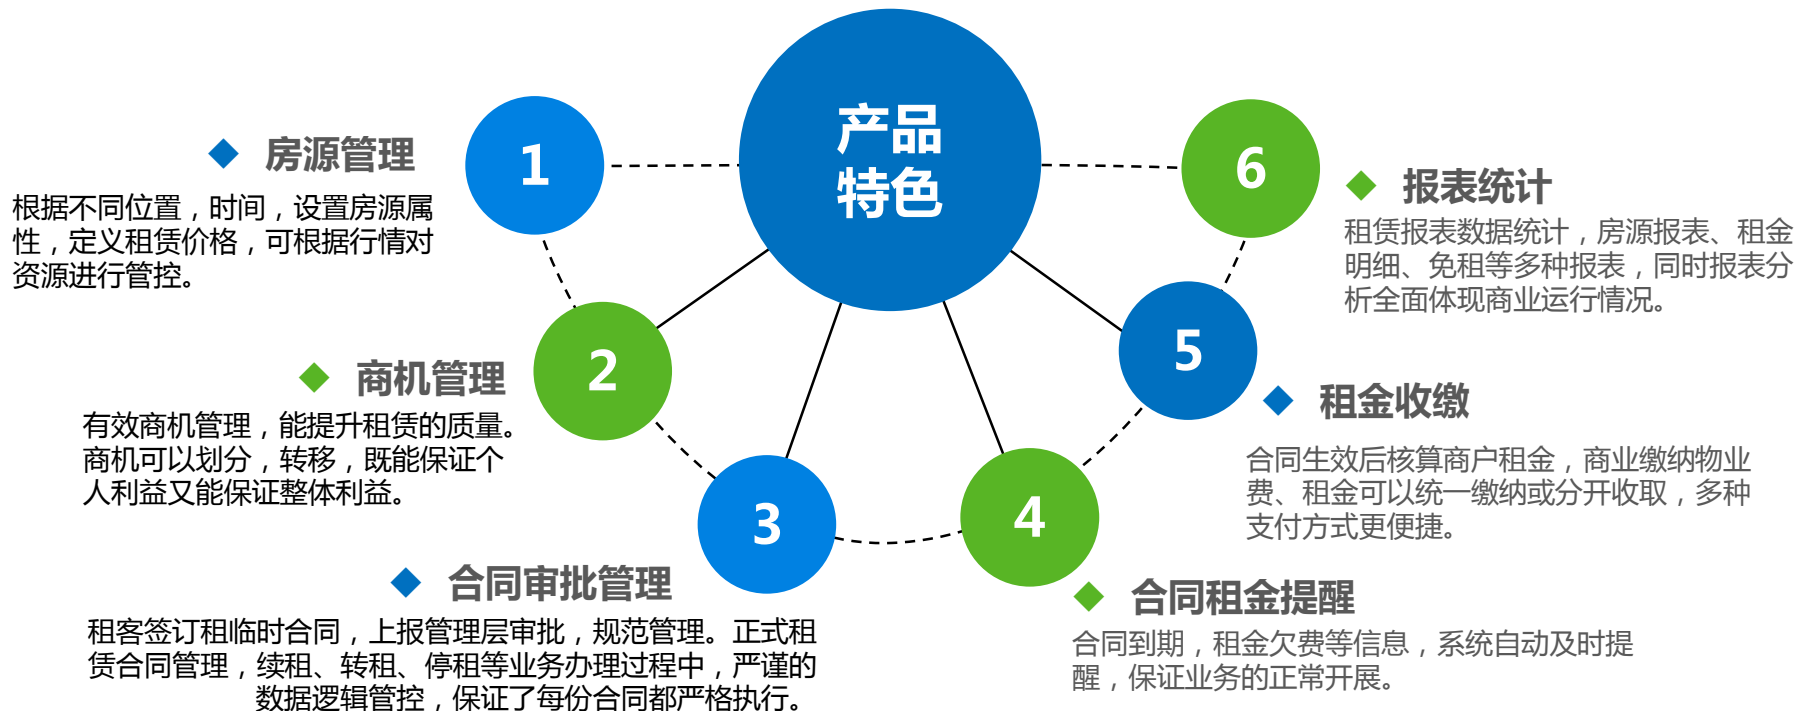 产品
特色
1
房源管理
根据不同位置，时间，设置房源属
性，定义租赁价格，可根据行情对
资源进行管控。
2
商机管理
有效商机管理，能提升租赁的质量。
商机可以划分，转移，既能保证个
人利益又能保证整体利益。
3
合同审批管理
租客签订租临时合同，上报管理层审批，规范管理。正式租
赁合同管理，续租、转租、停租等业务办理过程中，严谨的
数据逻辑管控，保证了每份合同都严格执行。
4
合同租金提醒
合同到期，租金欠费等信息，系统自动及时提
醒，保证业务的正常开展。
5
租金收缴
合同生效后核算商户租金，商业缴纳物业
费、租金可以统一缴纳或分开收取，多种
支付方式更便捷。
6
报表统计
租赁报表数据统计，房源报表、租金
明细、免租等多种报表，同时报表分
析全面体现商业运行情况。